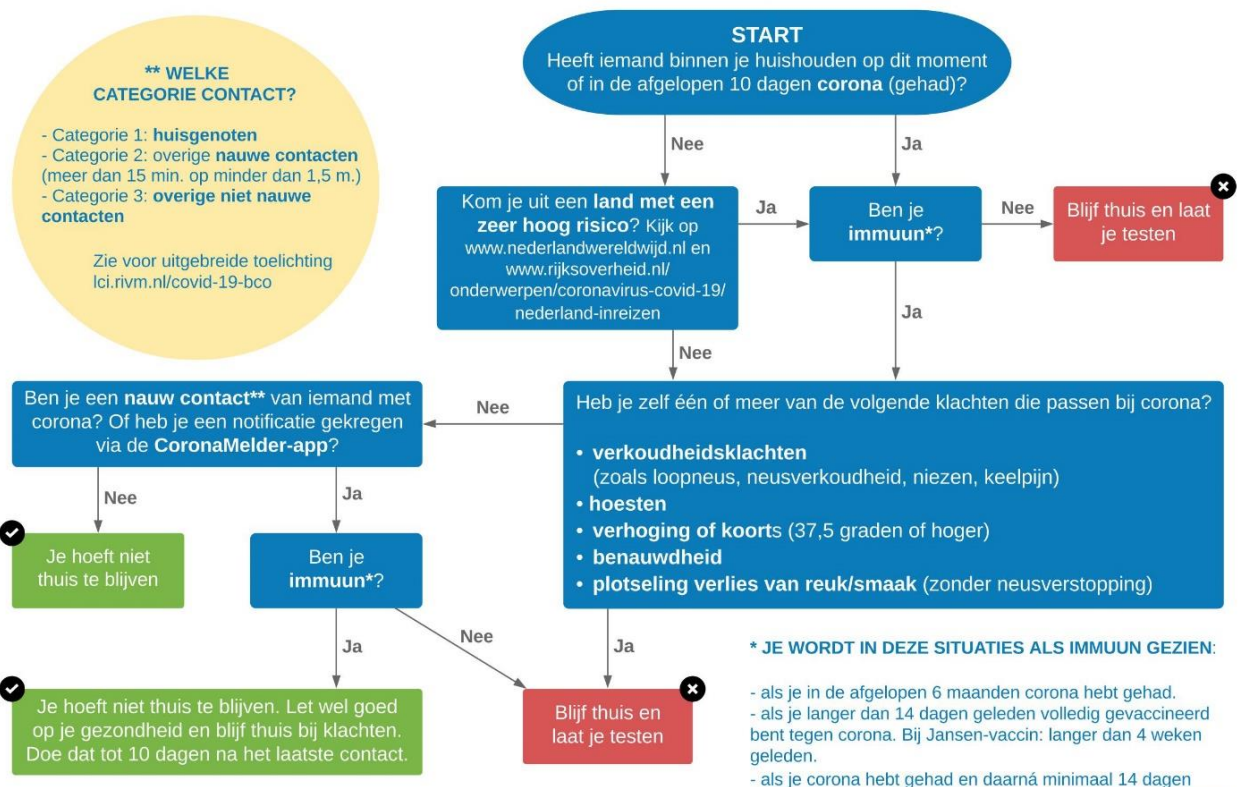 START
Heeft iemand binnen je huishouden op dit moment
of in de afgelopen 10 dagen corona (gehad)?
** WELKE
CATEGORIE CONTACT?
- Categorie 1: huisgenoten
- Categorie 2: overige nauwe contacten
(meer dan 15 min. op minder dan 1,5 m.)
- Categorie 3: overige niet nauwe
contacten
Zie voor uitgebreide toelichting
lci.rivm.nl/covid-19-bco
Nee
Ja
Kom je uit een land met een
zeer hoog risico? Kijk op
www.nederlandwereldwijd.nl en
www.rijksoverheid.nl/
onderwerpen/coronavirus-covid-19/
nederland-inreizen
Ja
Ben je
immuun*?
Nee
Blijf thuis en laat
je testen
Ja
Nee
Heb je zelf één of meer van de volgende klachten die passen bij corona?
• verkoudheidsklachten
(zoals loopneus, neusverkoudheid, niezen, keelpijn)
• hoesten
• verhoging of koorts (37,5 graden of hoger)
• benauwdheid
• plotseling verlies van reuk/smaak (zonder neusverstopping)
Nee
Ben je een nauw contact** van iemand met
corona? Of heb je een notificatie gekregen
via de CoronaMelder-app?
Nee
Ja
Je hoeft niet
thuis te blijven
Ben je
immuun*?
Ja
Nee
Ja
Je hoeft niet thuis te blijven. Let wel goed
op je gezondheid en blijf thuis bij klachten.
Doe dat tot 10 dagen na het laatste contact.
Blijf thuis en
laat je testen
* JE WORDT IN DEZE SITUATIES ALS IMMUUN GEZIEN:
- als je in de afgelopen 6 maanden corona hebt gehad.
- als je langer dan 14 dagen geleden volledig gevaccineerd
bent tegen corona. Bij Jansen-vaccin: langer dan 4 weken
geleden.
- als je corona hebt gehad en daarná minimaal 14 dagen